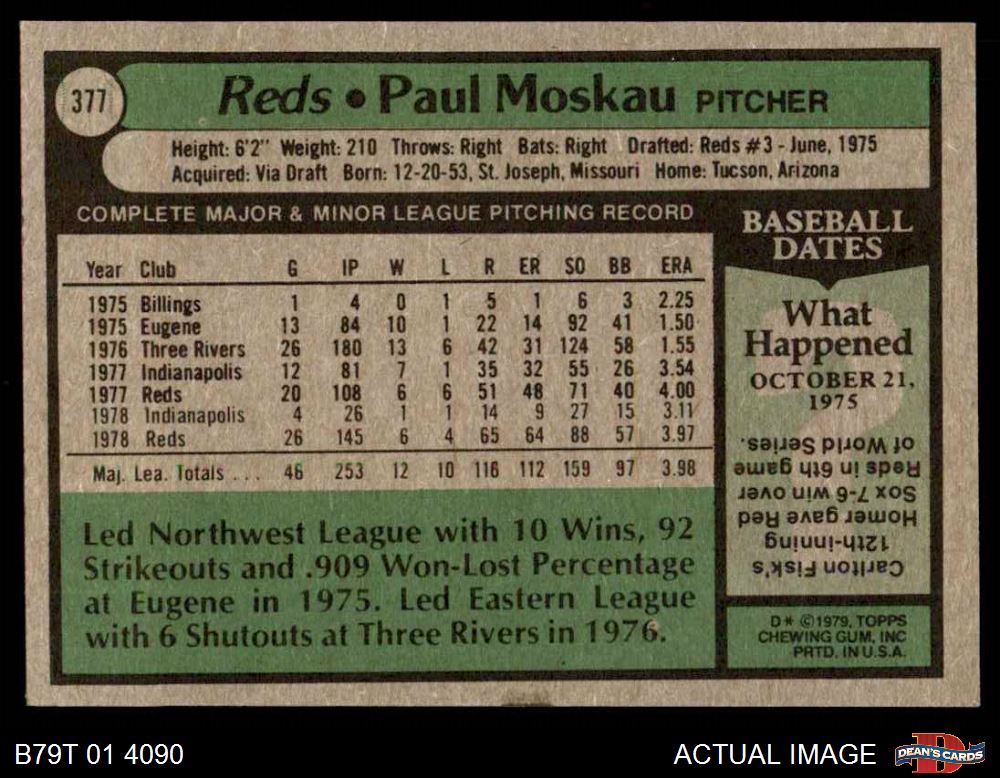 377
Reds • Paul Moskau PITCHER
Height: 6'2" Weight: 210 Throws: Right Bats: Right Drafted: Reds #3 - June, 1975
Acquired: Via Draft Born: 12-20-53, St. Joseph, Missouri Home: Tucson, Arizona
COMPLETE MAJOR & MINOR LEAGUE PITCHING RECORD
Year Club G IP W L R ER SO BB ERA
1975 Billings 1 4 0 1 5 1 6 3 2.25
1975 Eugene 13 84 10 1 22 14 92 41 1.50
1976 Three Rivers 26 180 13 6 42 31 124 58 1.55
1977 Indianapolis 12 81 7 1 35 32 55 26 3.54
1977 Reds 20 108 6 6 51 48 71 40 4.00
1978 Indianapolis 4 26 1 1 14 9 27 15 3.11
1978 Reds 26 145 6 4 65 64 88 57 3.97
Maj. Lea. Totals ... 46 253 12 10 116 112 159 97 3.98
Led Northwest League with 10 Wins, 92
Strikeouts and .909 Won-Lost Percentage
at Eugene in 1975. Led Eastern League
with 6 Shutouts at Three Rivers in 1976.
BASEBALL
DATES
What
Happened
OCTOBER 21,
1975
Carlton Fisk's
12th-inning
Homer gave Red
Sox 7-6 win over
Reds in 6th game
of World Series.
D* ©1979, TOPPS
CHEWING GUM, INC
PRTD. IN U.S.A.
B79T 01 4090
ACTUAL IMAGE
DEAN'S CARDS